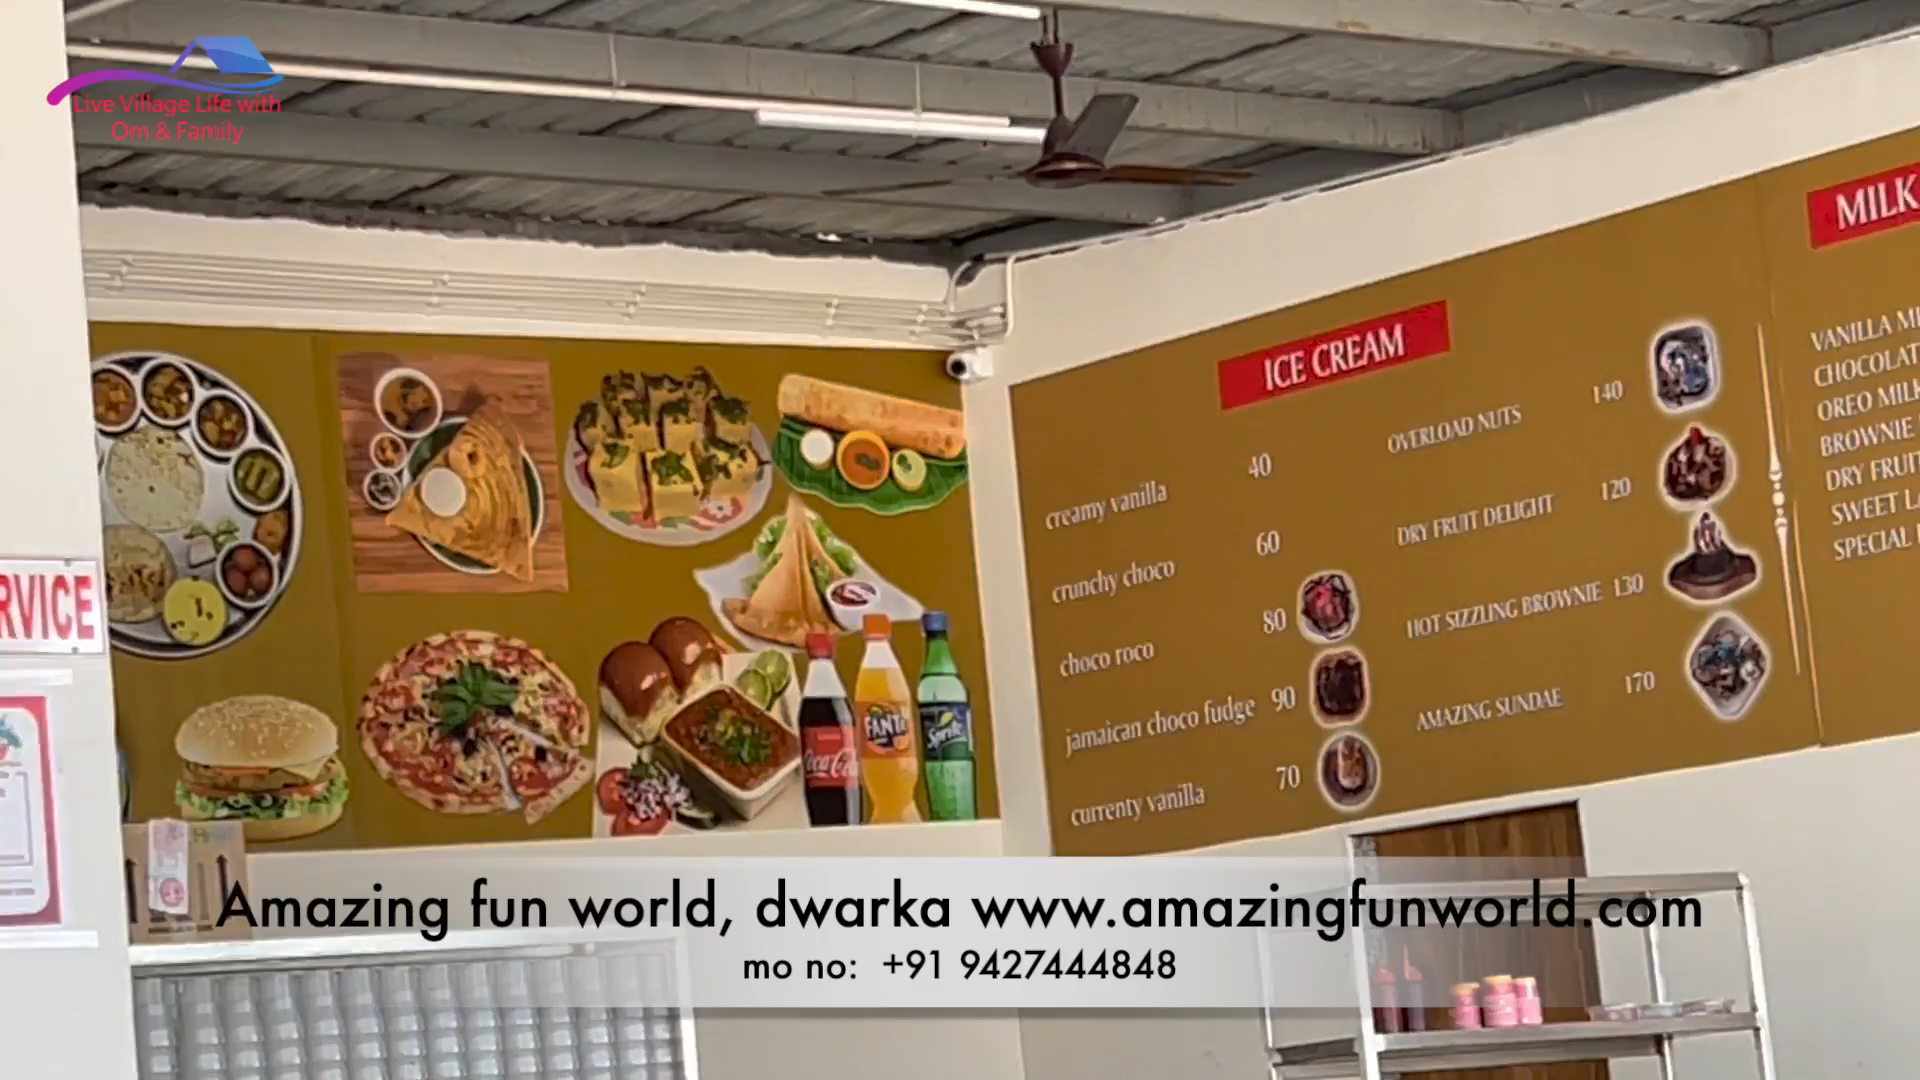 Live Village Life with
Om & Family
RVICE
Coca-Cola
FANTA
Sprite
ICE CREAM
creamy vanilla 40
crunchy choco 60
choco roco 80
jamaican choco fudge 90
currenty vanilla 70
OVERLOAD NUTS 140
DRY FRUIT DELIGHT 120
HOT SIZZLING BROWNIE 130
AMAZING SUNDAE 170
MILK
VANILLA MI
CHOCOLAT
OREO MILK
BROWNIE
DRY FRUIT
SWEET LA
SPECIAL
Amazing fun world, dwarka www.amazingfunworld.com
mo no: +91 9427444848